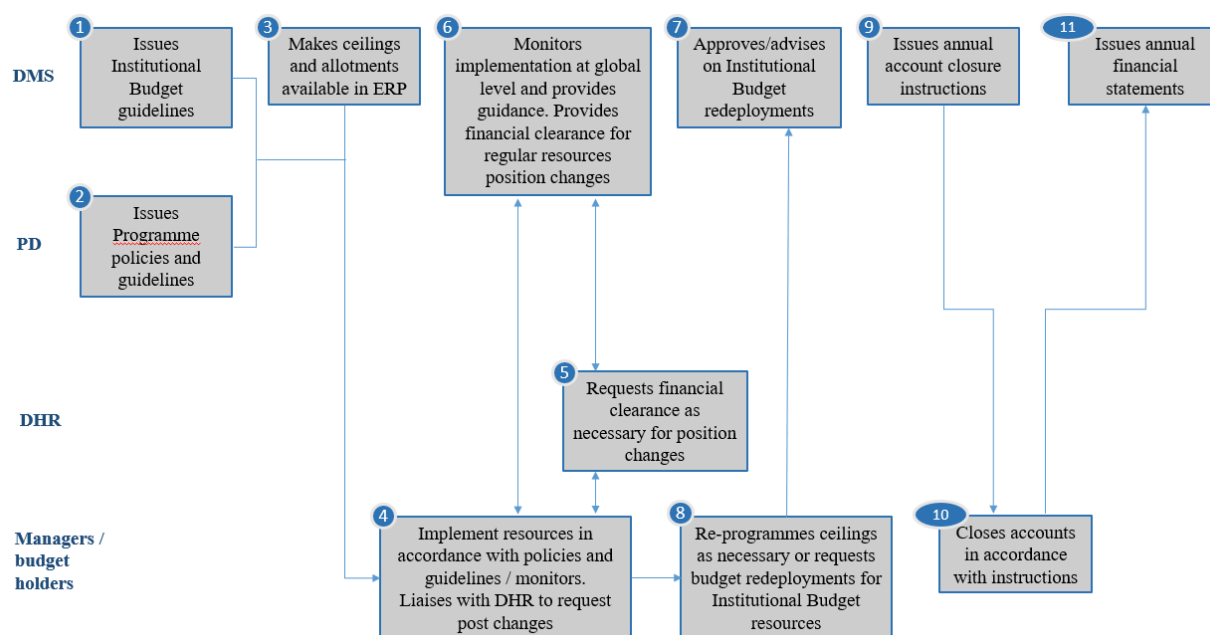 1
Issues
Institutional
Budget
guidelines
3
Makes ceilings
and allotments
available in ERP
6
Monitors
implementation at global
level and provides
guidance. Provides
financial clearance for
regular resources
position changes
7
Approves/advises
on Institutional
Budget
redeployments
9
Issues annual
account closure
instructions
11
Issues annual
financial
statements
DMS
2
Issues
Programme
policies and
guidelines
PD
5
Requests financial
clearance as
necessary for position
changes
DHR
4
Implement resources in
accordance with policies and
guidelines / monitors.
Liaises with DHR to request
post changes
8
Re-programmes ceilings
as necessary or requests
budget redeployments for
Institutional Budget
resources
10
Closes accounts
in accordance
with instructions
Managers /
budget
holders